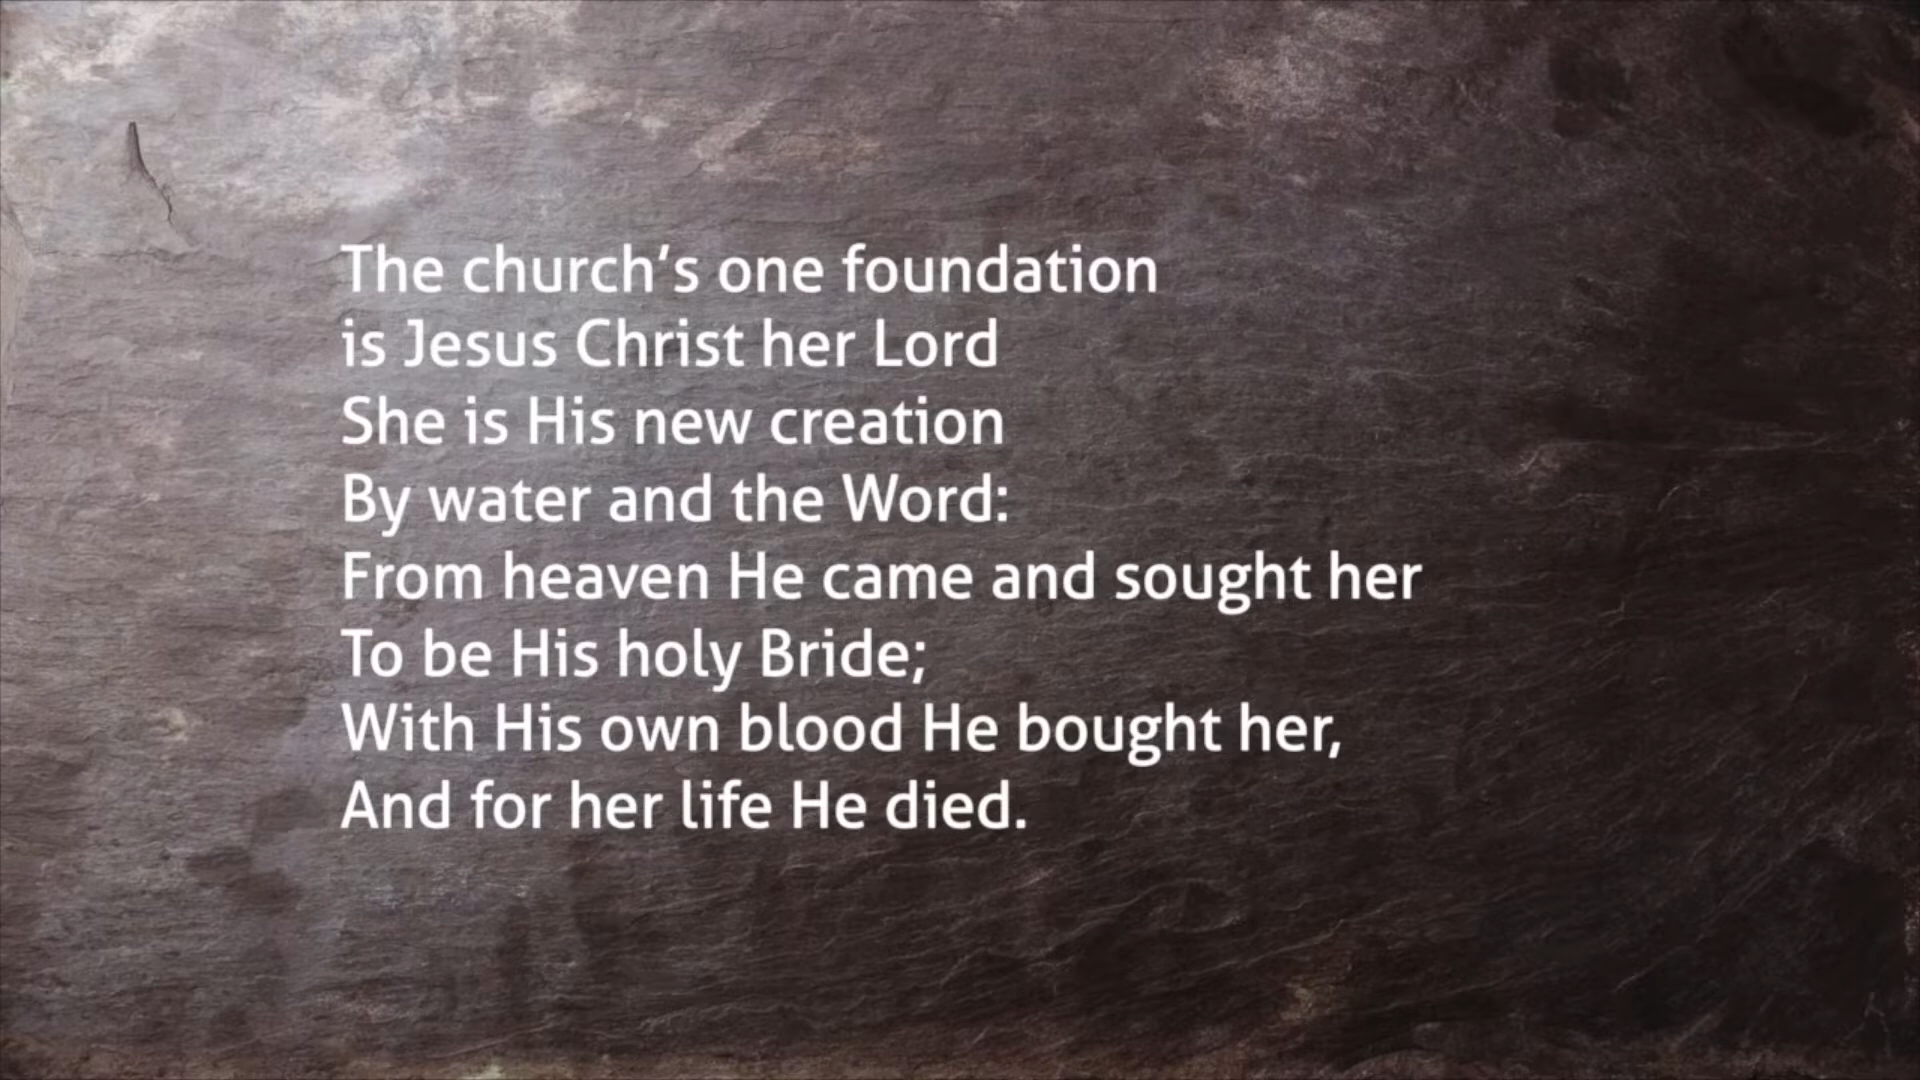 The church’s one foundation
is Jesus Christ her Lord
She is His new creation
By water and the Word:
From heaven He came and sought her
To be His holy Bride;
With His own blood He bought her,
And for her life He died.